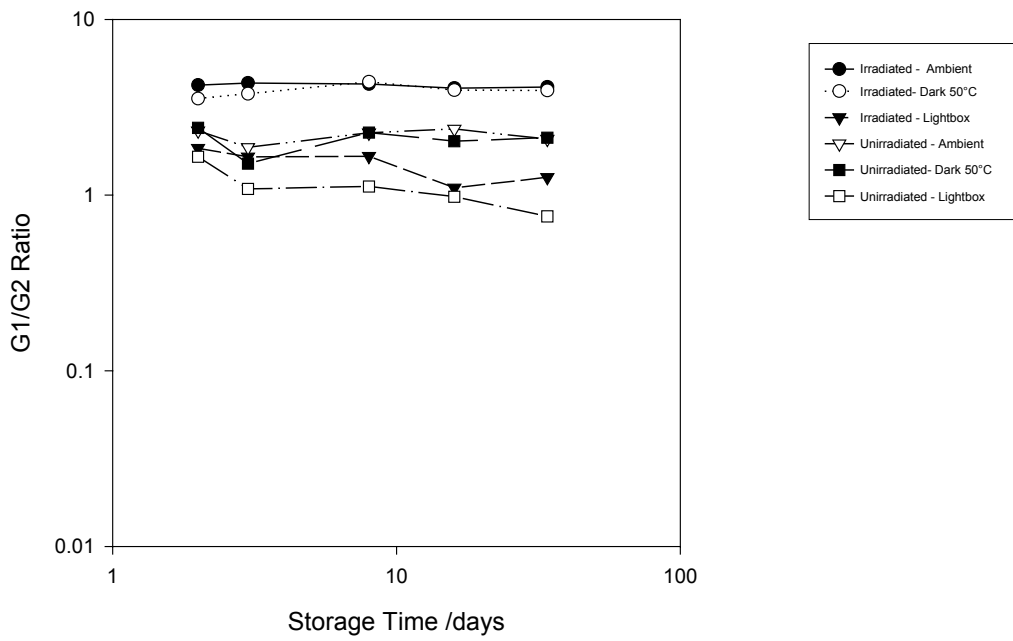 10
1
0.1
0.01
G1/G2 Ratio
1
10
100
Storage Time /days
Irradiated - Ambient
Irradiated- Dark 50°C
Irradiated - Lightbox
Unirradiated - Ambient
Unirradiated- Dark 50°C
Unirradiated - Lightbox